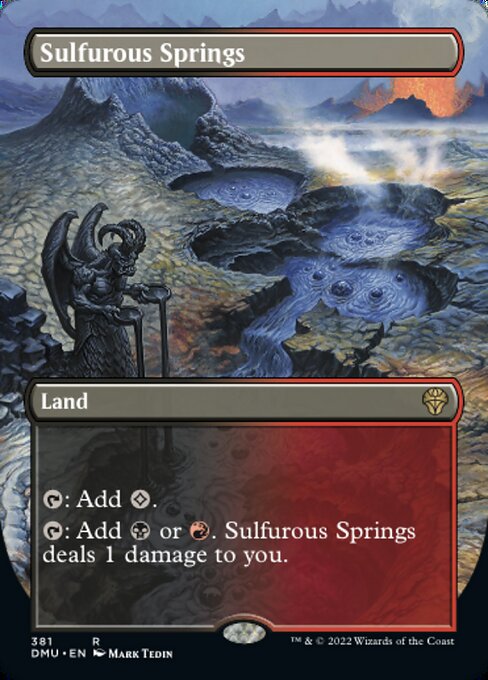 Sulfurous Springs
Land
: Add .
: Add or . Sulfurous Springs
deals 1 damage to you.
381 R
DMU • EN Mark Tedin
™ & © 2022 Wizards of the Coast